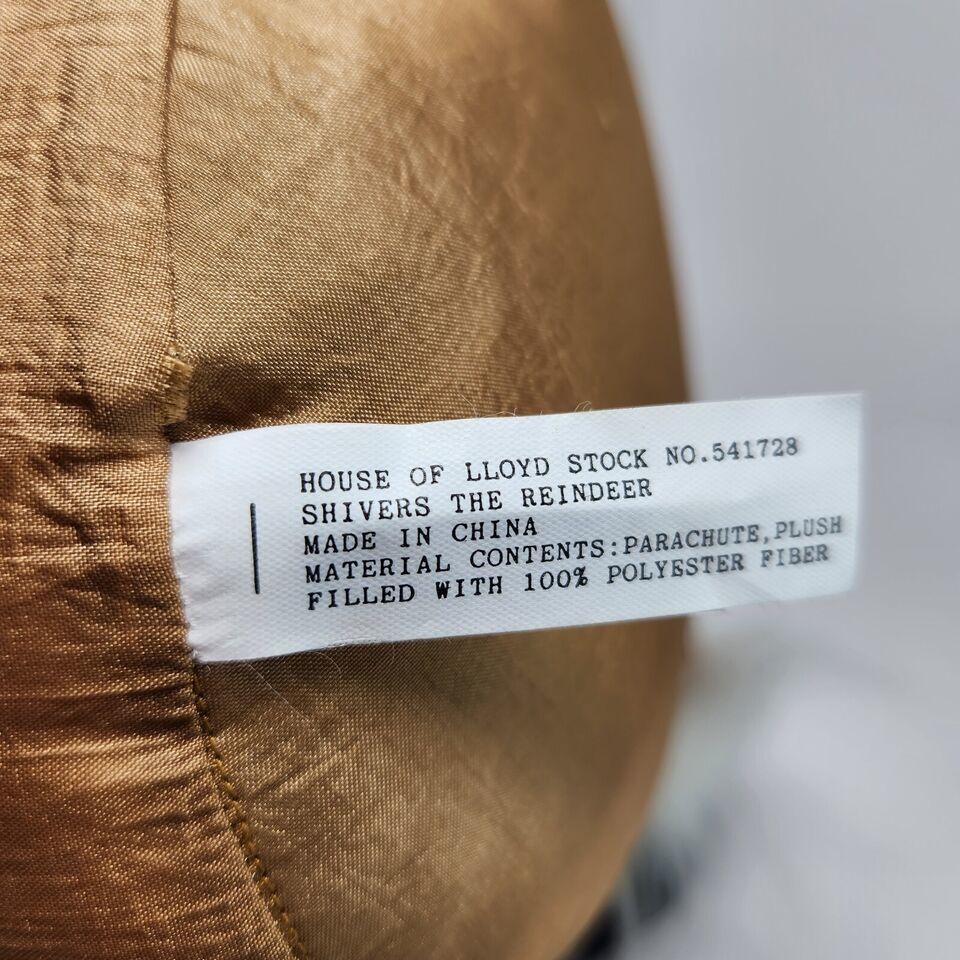 HOUSE OF LLOYD STOCK NO.541728
SHIVERS THE REINDEER
MADE IN CHINA
MATERIAL CONTENTS:PARACHUTE,PLUSH
FILLED WITH 100% POLYESTER FIBER